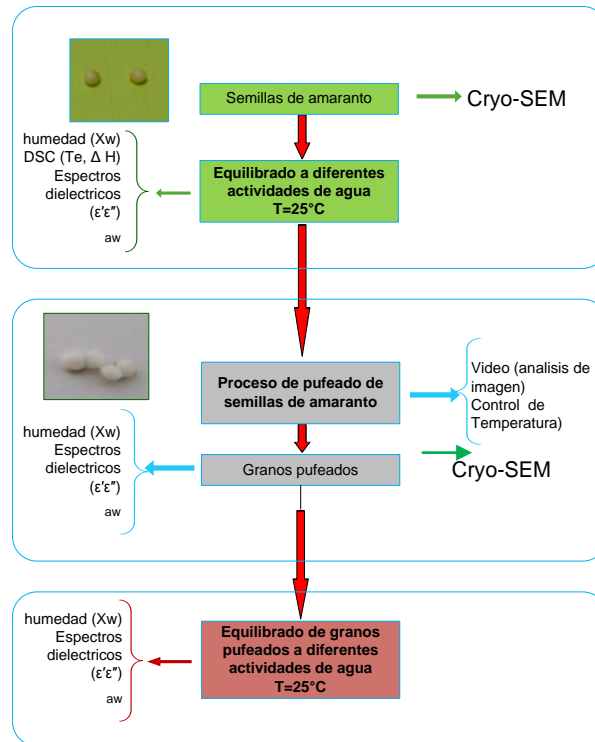 Semillas de amaranto
Cryo-SEM
humedad (Xw)
DSC (Te, Δ H)
Espectros
dielectricos
(ε'ε'')
aw
Equilibrado a diferentes
actividades de agua
T=25°C
Proceso de pufeado de
semillas de amaranto
Video (analisis de
imagen)
Control de
Temperatura)
humedad (Xw)
Espectros
dielectricos
(ε'ε'')
aw
Granos pufeados
Cryo-SEM
humedad (Xw)
Espectros
dielectricos
(ε'ε'')
aw
Equilibrado de granos
pufeados a diferentes
actividades de agua
T=25°C